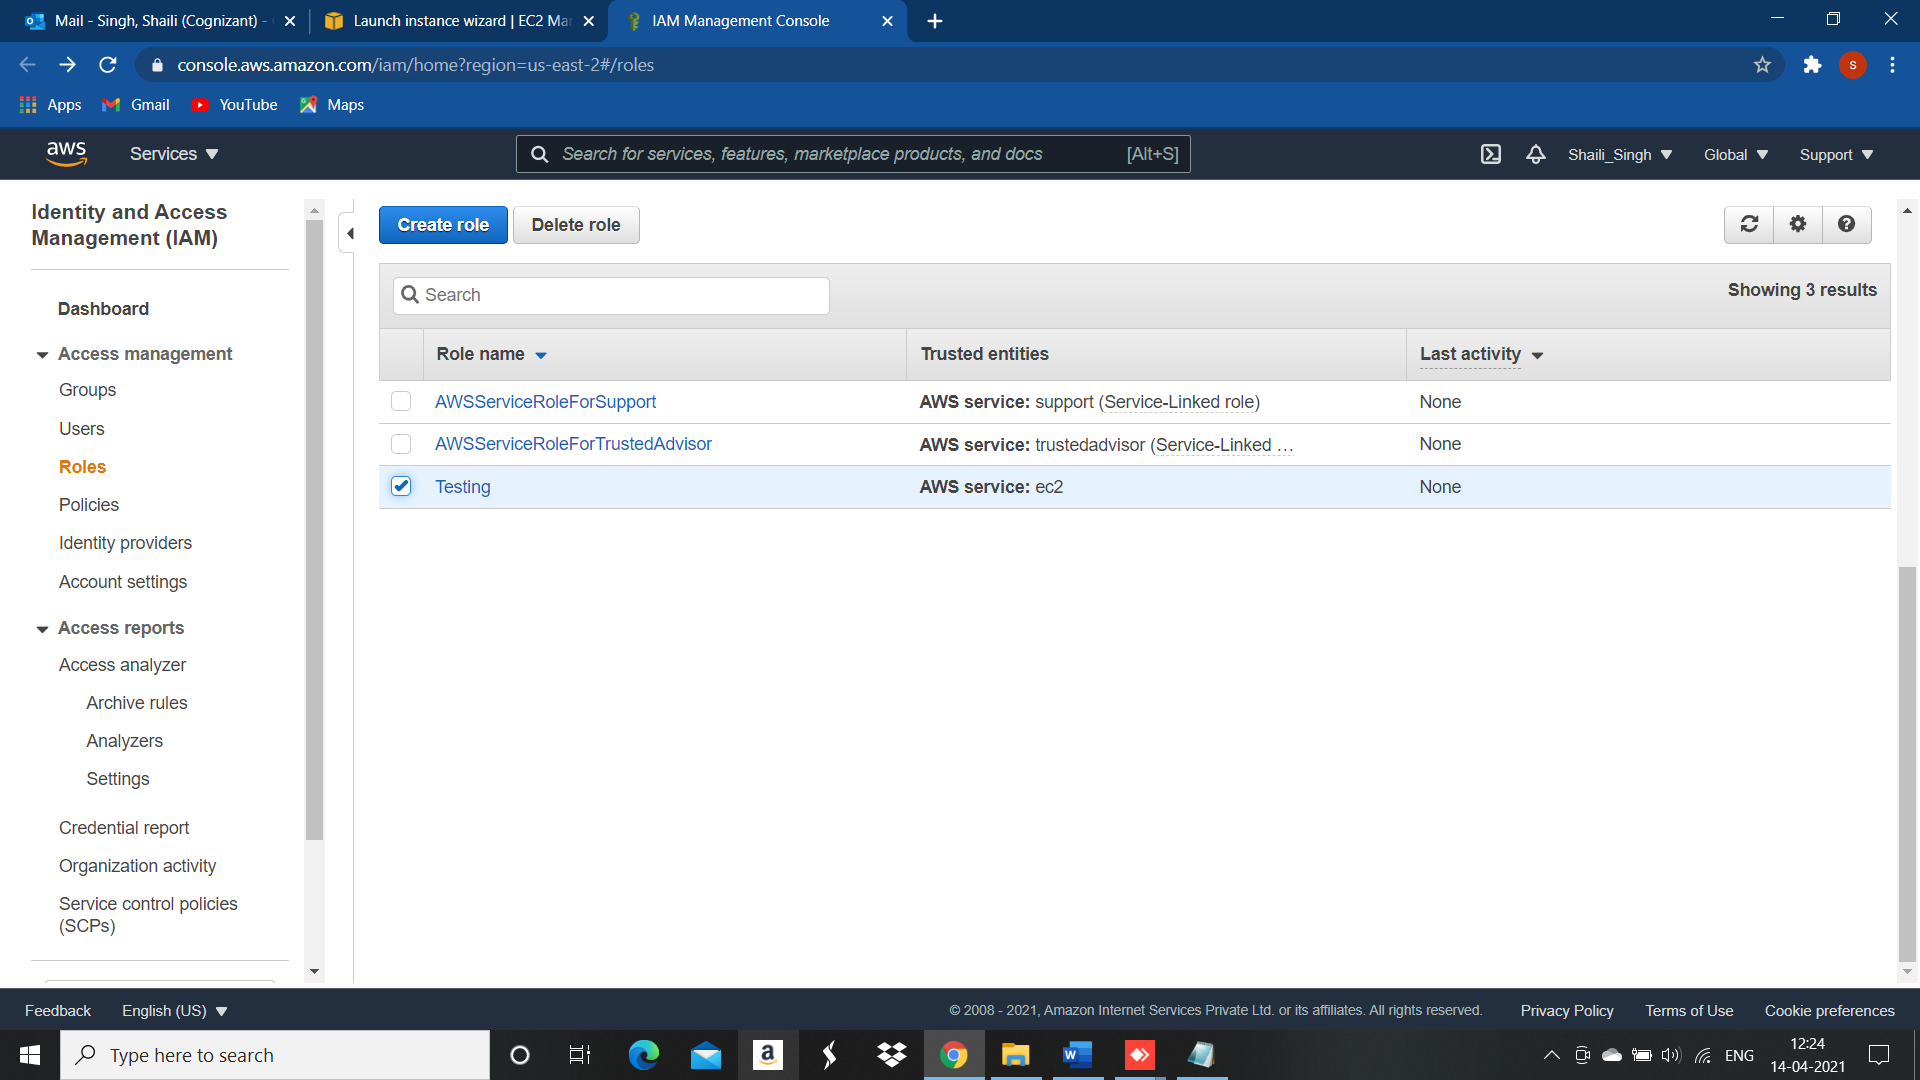 Mail - Singh, Shaili (Cognizant) -
Launch instance wizard | EC2 Mar
IAM Management Console
console.aws.amazon.com/iam/home?region=us-east-2#/roles
S
Apps
Gmail
YouTube
Maps
aws
Services
Search for services, features, marketplace products, and docs
[Alt+S]
Shaili_Singh
Global
Support
Identity and Access
Management (IAM)
Dashboard
Access management
Groups
Users
Roles
Policies
Identity providers
Account settings
Access reports
Access analyzer
Archive rules
Analyzers
Settings
Credential report
Organization activity
Service control policies
(SCPs)
Create role
Delete role
Search
Showing 3 results
Role name
Trusted entities
Last activity
AWSServiceRoleForSupport
AWS service: support (Service-Linked role)
None
AWSServiceRoleForTrustedAdvisor
AWS service: trustedadvisor (Service-Linked …
None
Testing
AWS service: ec2
None
Feedback
English (US)
© 2008 - 2021, Amazon Internet Services Private Ltd. or its affiliates. All rights reserved.
Privacy Policy
Terms of Use
Cookie preferences
Type here to search
a
W
ENG
12:24
14-04-2021